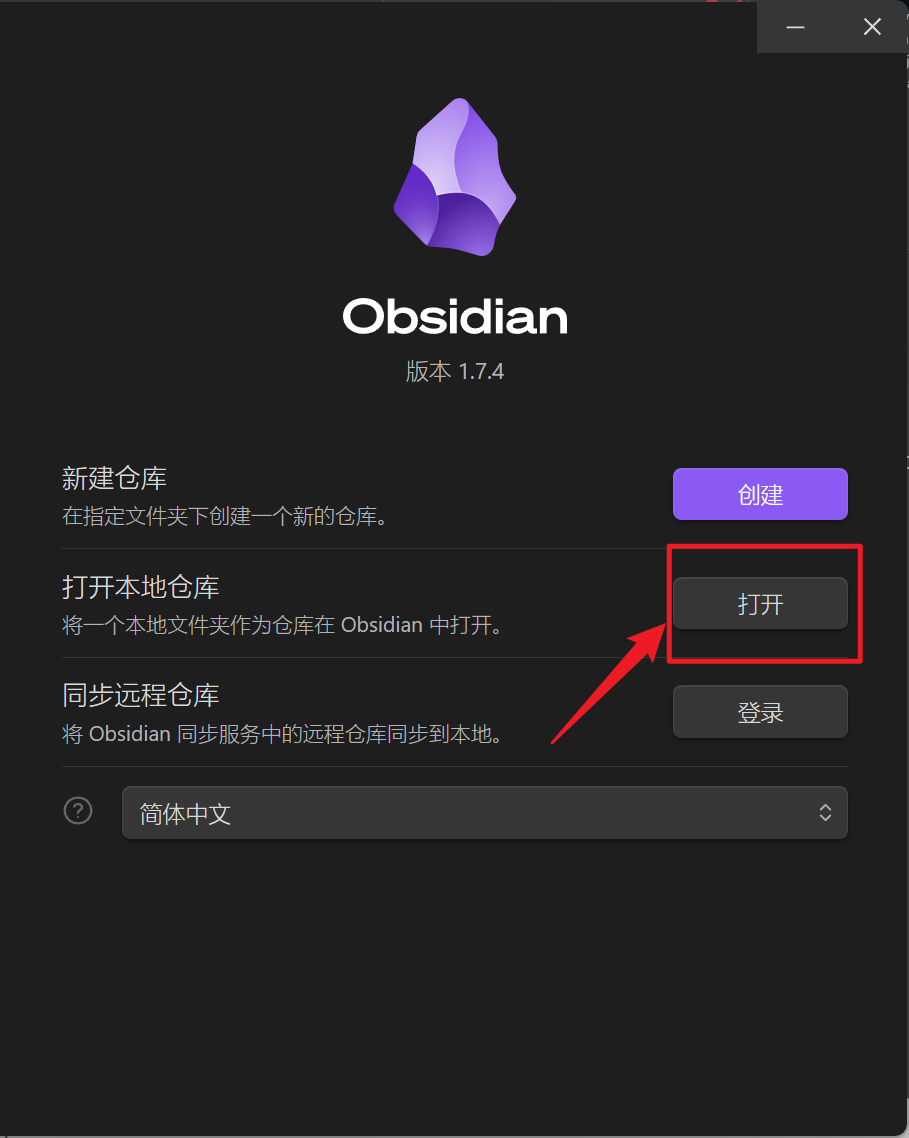 Obsidian
版本 1.7.4
新建仓库
在指定文件夹下创建一个新的仓库。
创建
打开本地仓库
将一个本地文件夹作为仓库在 Obsidian 中打开。
打开
同步远程仓库
将 Obsidian 同步服务中的远程仓库同步到本地。
登录
?
简体中文